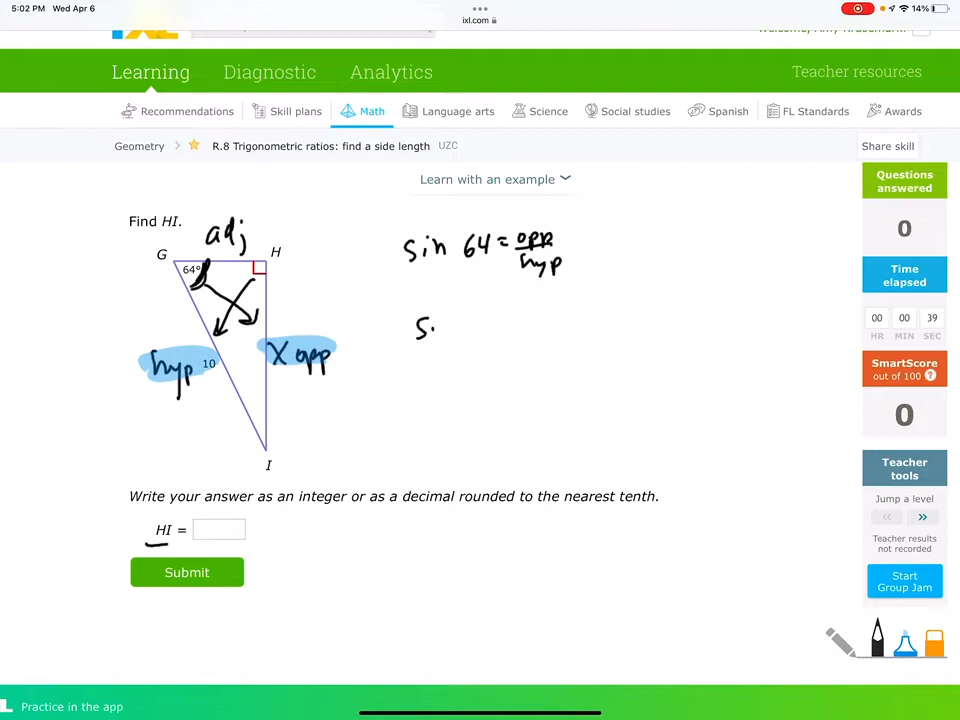 5:02 PM Wed Apr 6
14%
ixl.com
Learning Diagnostic Analytics Teacher resources
Recommendations Skill plans Math Language arts Science Social studies Spanish FL Standards Awards
Geometry > R.8 Trigonometric ratios: find a side length UZC
Share skill
Learn with an example
Questions answered
0
Time elapsed
00 00 39
HR MIN SEC
SmartScore
out of 100 ?
0
Teacher tools
Jump a level
<< >>
Teacher results
not recorded
Start
Group Jam
Find HI.
adj
G H
64°
hyp 10 X opp
I
sin 64 = opp/hyp
s.
Write your answer as an integer or as a decimal rounded to the nearest tenth.
HI =
Submit
Practice in the app